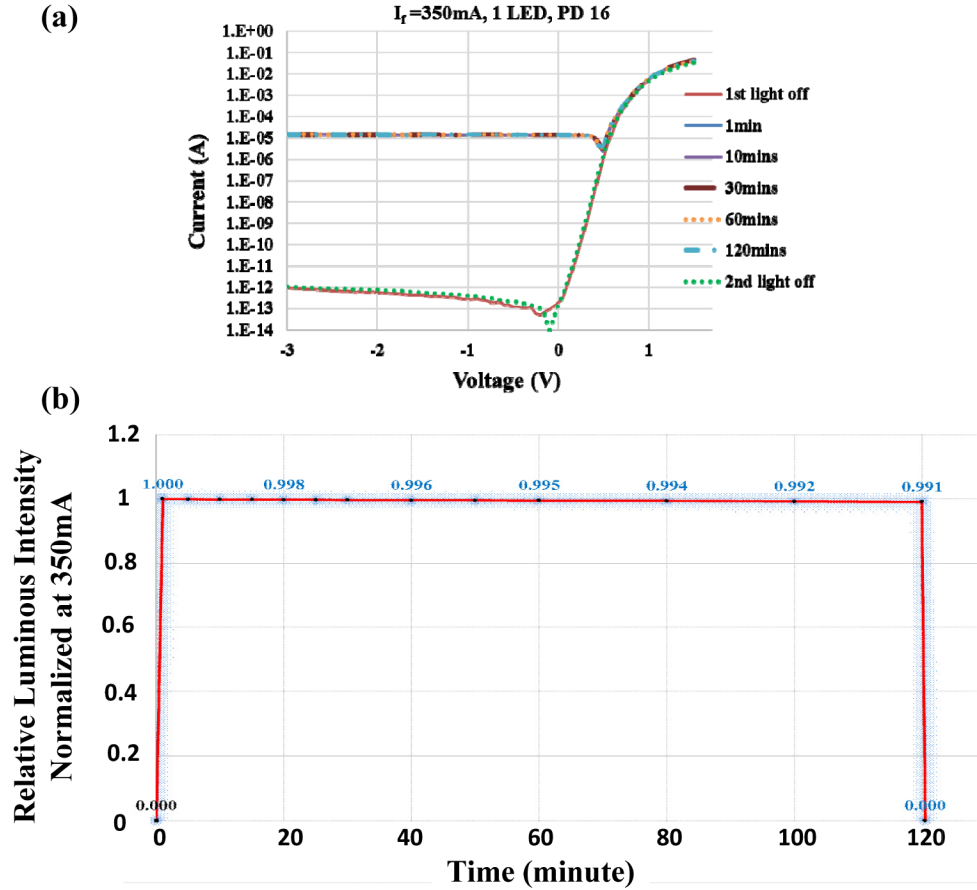 (a)
I_f =350mA, 1 LED, PD 16
1.E+00
1.E-01
1.E-02
1.E-03
1.E-04
1.E-05
1.E-06
1.E-07
1.E-08
1.E-09
1.E-10
1.E-11
1.E-12
1.E-13
1.E-14
Current (A)
-3
-2
-1
0
1
Voltage (V)
1st light off
1min
10mins
30mins
60mins
120mins
2nd light off
(b)
Relative Luminous Intensity
Normalized at 350mA
1.2
1
0.8
0.6
0.4
0.2
0
1.000
0.998
0.996
0.995
0.994
0.992
0.991
0.000
0.000
0
20
40
60
80
100
120
Time (minute)